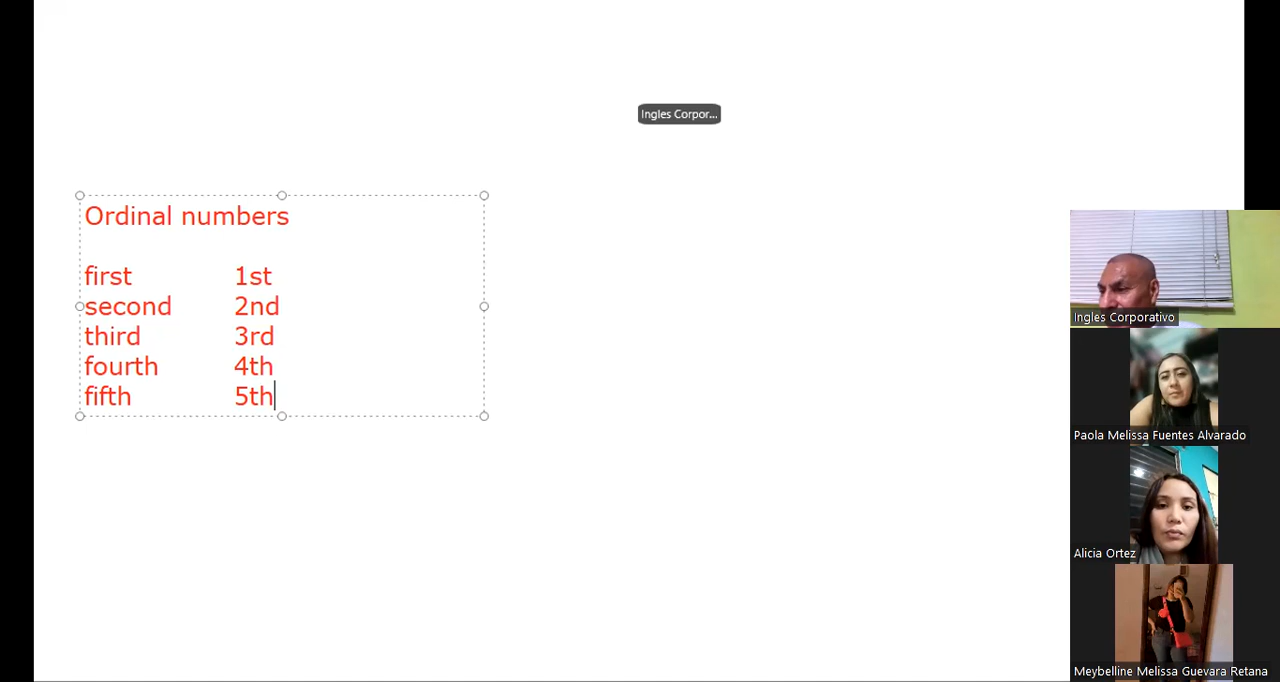 Ingles Corpor...
Ordinal numbers
first 1st
second 2nd
third 3rd
fourth 4th
fifth 5th
Ingles Corporativo
Paola Melissa Fuentes Alvarado
Alicia Ortez
Meybelline Melissa Guevara Retana